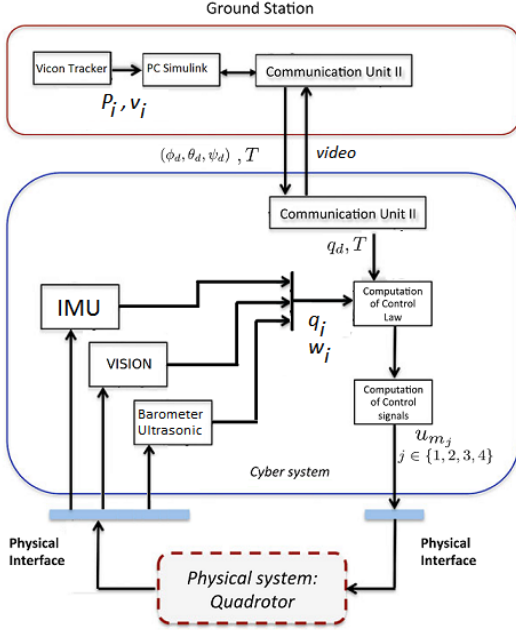 Ground Station
Vicon Tracker
PC Simulink
Communication Unit II
P_i , v_i
(ϕ_d, θ_d, ψ_d) , T
video
Communication Unit II
q_d, T
IMU
Computation
of Control
Law
q_i
w_i
VISION
Barometer
Ultrasonic
Computation
of Control
signals
u_{m_j}
j ∈ {1, 2, 3, 4}
Cyber system
Physical
Interface
Physical
Interface
Physical system:
Quadrotor